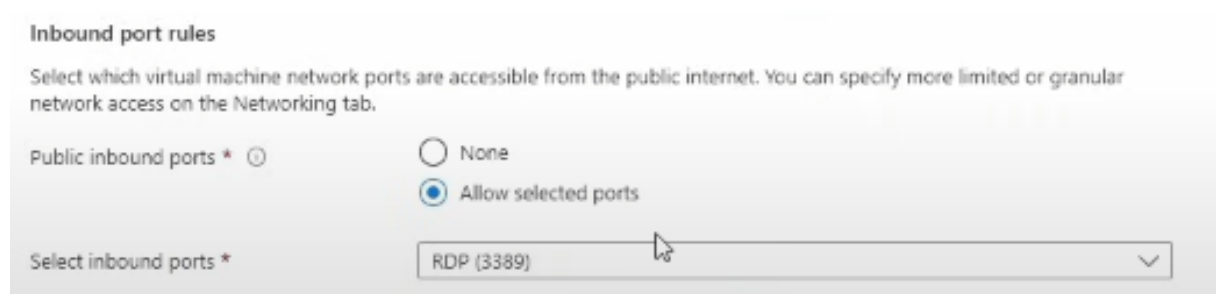 Inbound port rules
Select which virtual machine network ports are accessible from the public internet. You can specify more limited or granular
network access on the Networking tab.
Public inbound ports *
None
Allow selected ports
Select inbound ports *
RDP (3389)